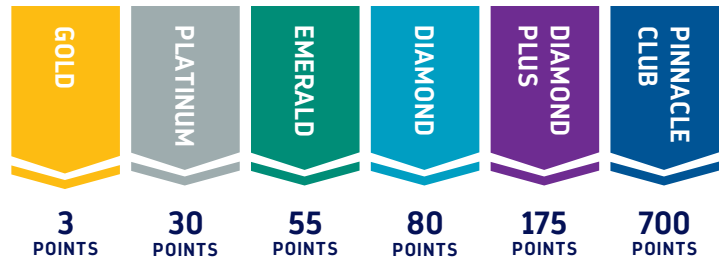 GOLD
PLATINUM
EMERALD
DIAMOND
DIAMOND
PLUS
PINNACLE
CLUB
3
POINTS
30
POINTS
55
POINTS
80
POINTS
175
POINTS
700
POINTS